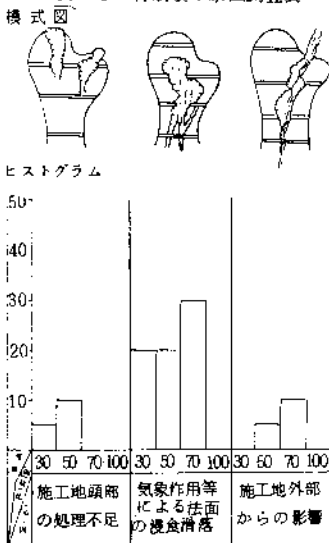 模式図
ヒストグラム
50
40
30
20
10
30 50 70 100 30 50 70 100 30 50 70 100
施工地頭部
の処理不足
気象作用等
による法面
の浸食滑落
施工地外部
からの影響